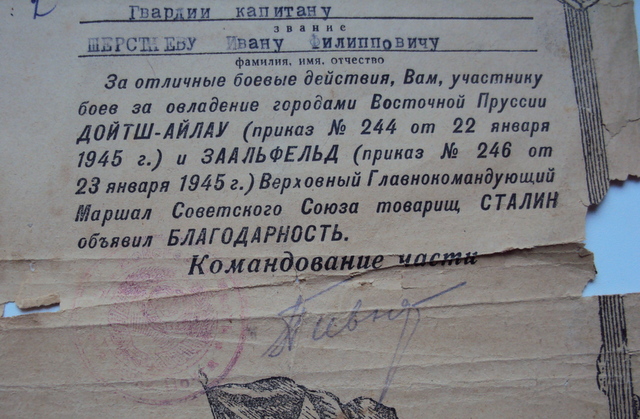 Гвардии капитану
звание
Ивану Филипповичу
фамилия, имя, отчество
За отличные боевые действия, Вам, участнику
боев за овладение городами Восточной Пруссии
ДОЙТШ-АЙЛАУ (приказ № 244 от 22 января
1945 г.) и ЗААЛЬФЕЛЬД (приказ № 246 от
23 января 1945 г.) Верховный Главнокомандующий
Маршал Советского Союза товарищ СТАЛИН
объявил БЛАГОДАРНОСТЬ.
Командование части